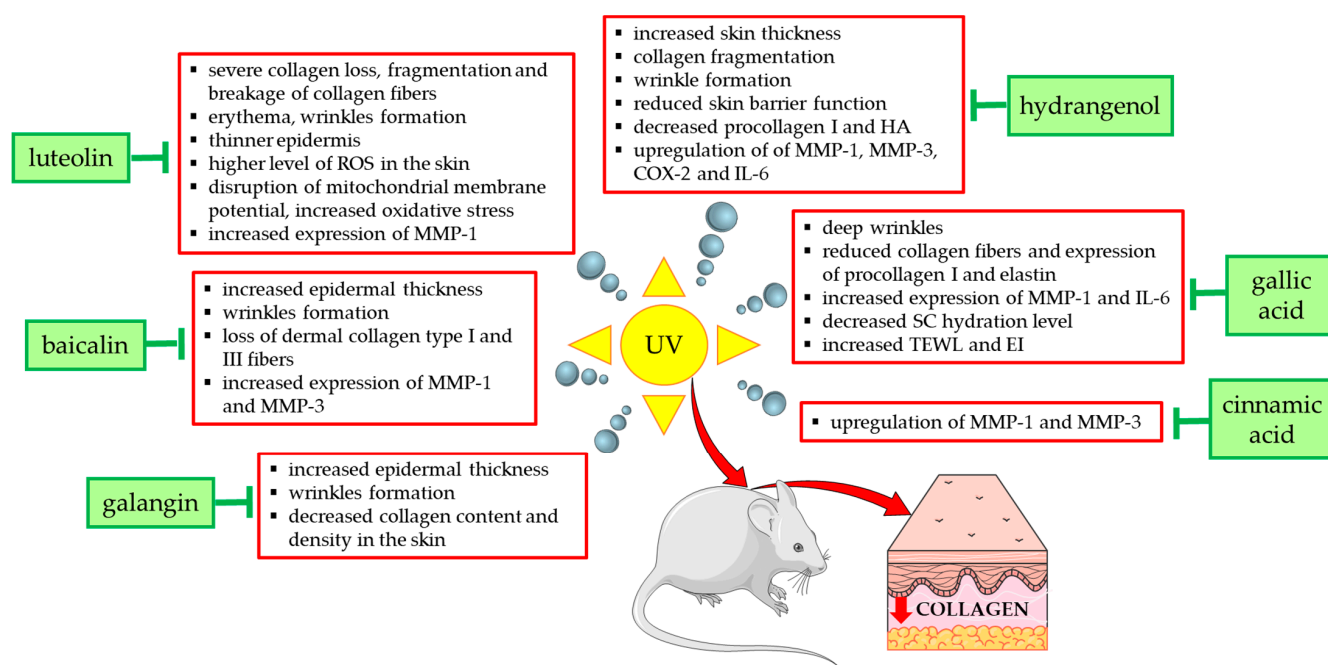 luteolin
▪ severe collagen loss, fragmentation and
breakage of collagen fibers
▪ erythema, wrinkles formation
▪ thinner epidermis
▪ higher level of ROS in the skin
▪ disruption of mitochondrial membrane
potential, increased oxidative stress
▪ increased expression of MMP-1
▪ increased skin thickness
▪ collagen fragmentation
▪ wrinkle formation
▪ reduced skin barrier function
▪ decreased procollagen I and HA
▪ upregulation of of MMP-1, MMP-3,
COX-2 and IL-6
hydrangenol
baicalin
▪ increased epidermal thickness
▪ wrinkles formation
▪ loss of dermal collagen type I and
III fibers
▪ increased expression of MMP-1
and MMP-3
UV
▪ deep wrinkles
▪ reduced collagen fibers and expression
of procollagen I and elastin
▪ increased expression of MMP-1 and IL-6
▪ decreased SC hydration level
▪ increased TEWL and EI
gallic
acid
▪ upregulation of MMP-1 and MMP-3
cinnamic
acid
galangin
▪ increased epidermal thickness
▪ wrinkles formation
▪ decreased collagen content and
density in the skin
COLLAGEN